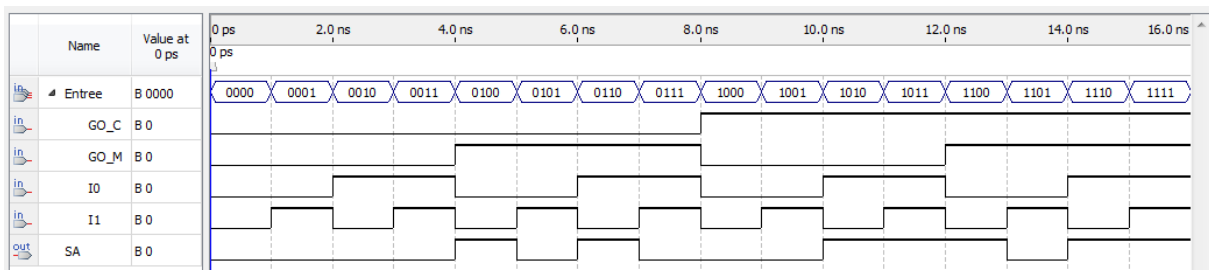 Name Value at 0 ps
0 ps 2.0 ns 4.0 ns 6.0 ns 8.0 ns 10.0 ns 12.0 ns 14.0 ns 16.0 ns
0 ps
in Entree B 0000 0000 0001 0010 0011 0100 0101 0110 0111 1000 1001 1010 1011 1100 1101 1110 1111
in GO_C B 0
in GO_M B 0
in I0 B 0
in I1 B 0
out SA B 0